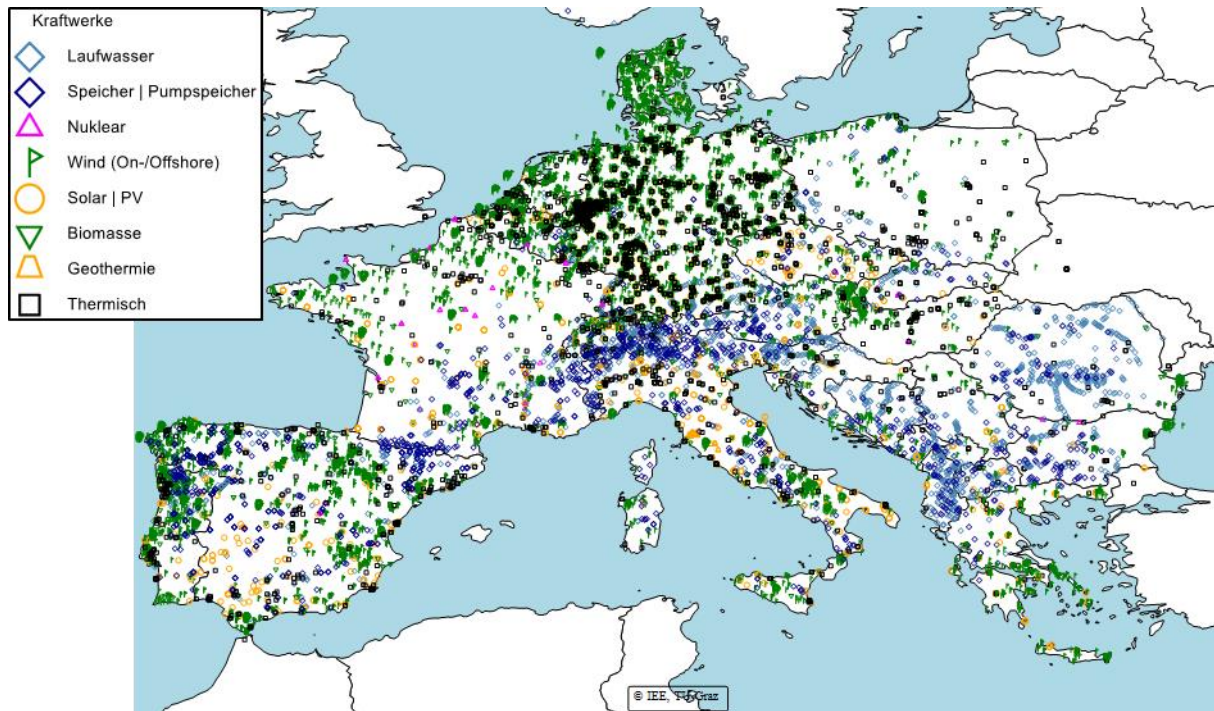 Kraftwerke
Laufwasser
Speicher | Pumpspeicher
Nuklear
Wind (On-/Offshore)
Solar | PV
Biomasse
Geothermie
Thermisch
© IEE, TU Graz